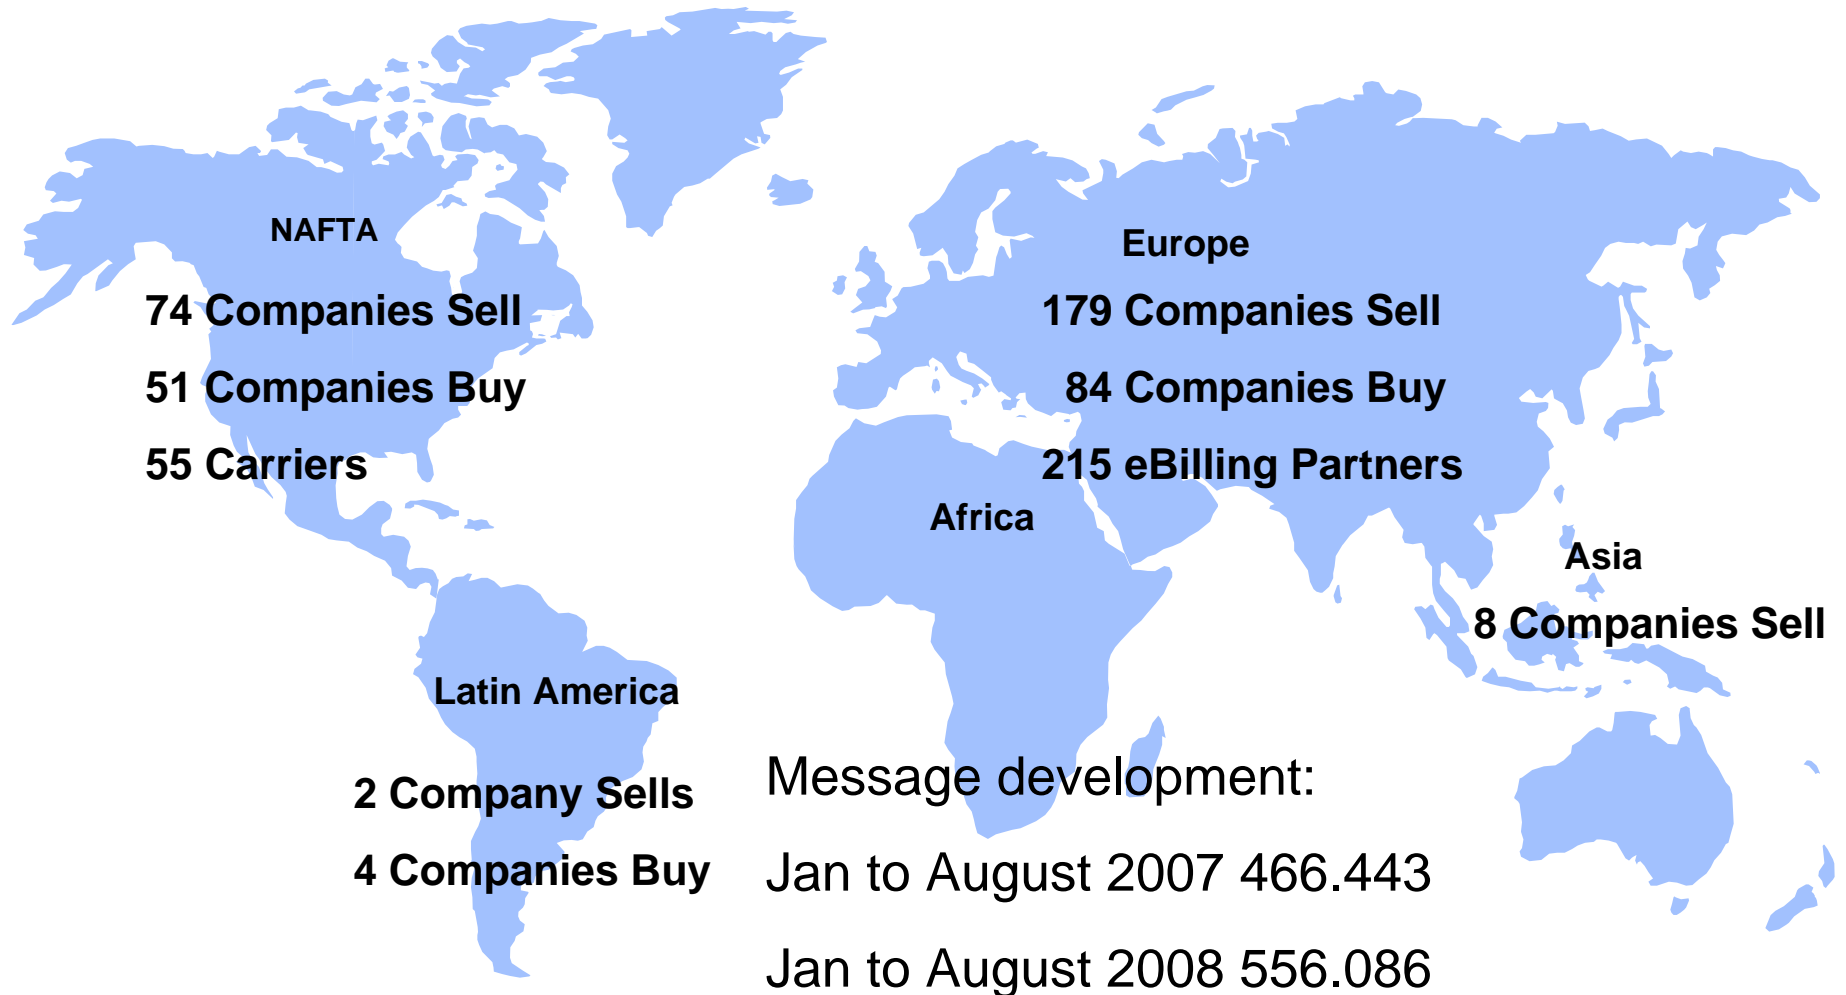 NAFTA
74 Companies Sell
51 Companies Buy
55 Carriers
Europe
179 Companies Sell
84 Companies Buy
215 eBilling Partners
Africa
Asia
8 Companies Sell
Latin America
2 Company Sells
4 Companies Buy
Message development:
Jan to August 2007 466.443
Jan to August 2008 556.086